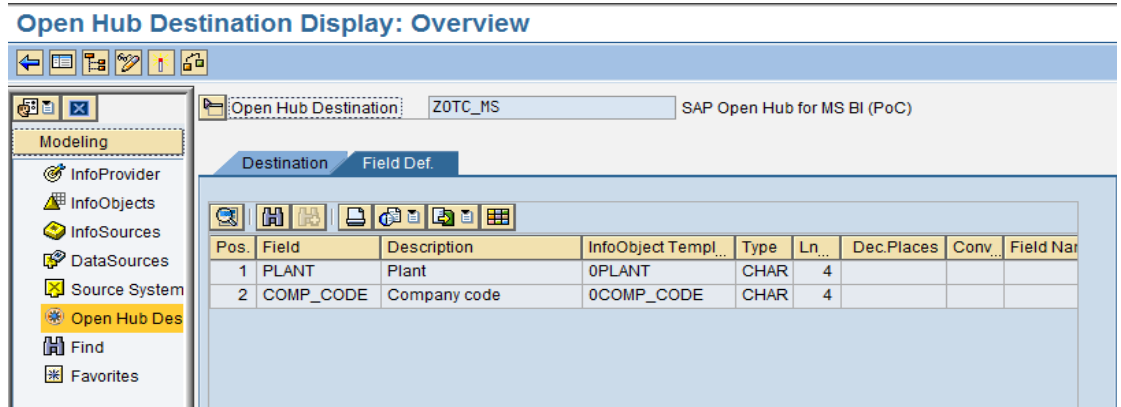 Open Hub Destination Display: Overview
Open Hub Destination ZOTC_MS SAP Open Hub for MS BI (PoC)
Modeling
InfoProvider
InfoObjects
InfoSources
DataSources
Source System
Open Hub Des
Find
Favorites
Destination Field Def.
Pos. Field Description InfoObject Templ... Type Ln... Dec.Places Conv... Field Nar
1 PLANT Plant 0PLANT CHAR 4
2 COMP_CODE Company code 0COMP_CODE CHAR 4